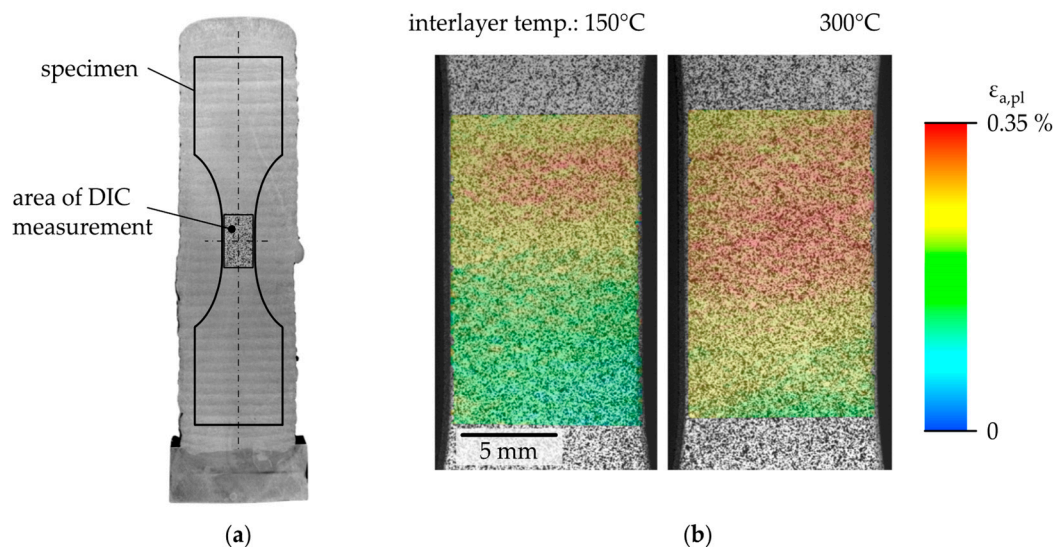 interlayer temp.: 150°C
300°C
specimen
area of DIC
measurement
εa,pl
0.35 %
0
5 mm
(a)
(b)